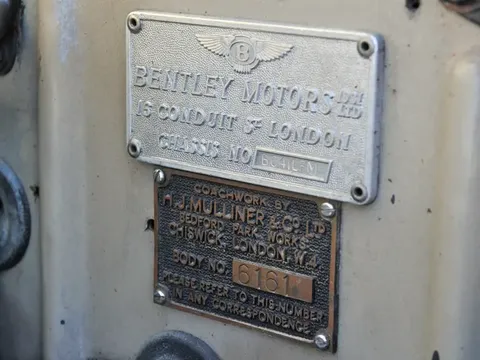 B
BENTLEY MOTORS LTD
16 CONDUIT ST LONDON
CHASSIS NO
COACHWORK BY
H.J. MULLINER & CO. LTD
BEDFORD PARK WORKS
CHISWICK, LONDON, W.4
BODY NO. 6161
PLEASE REFER TO THIS NUMBER
IN ANY CORRESPONDENCE